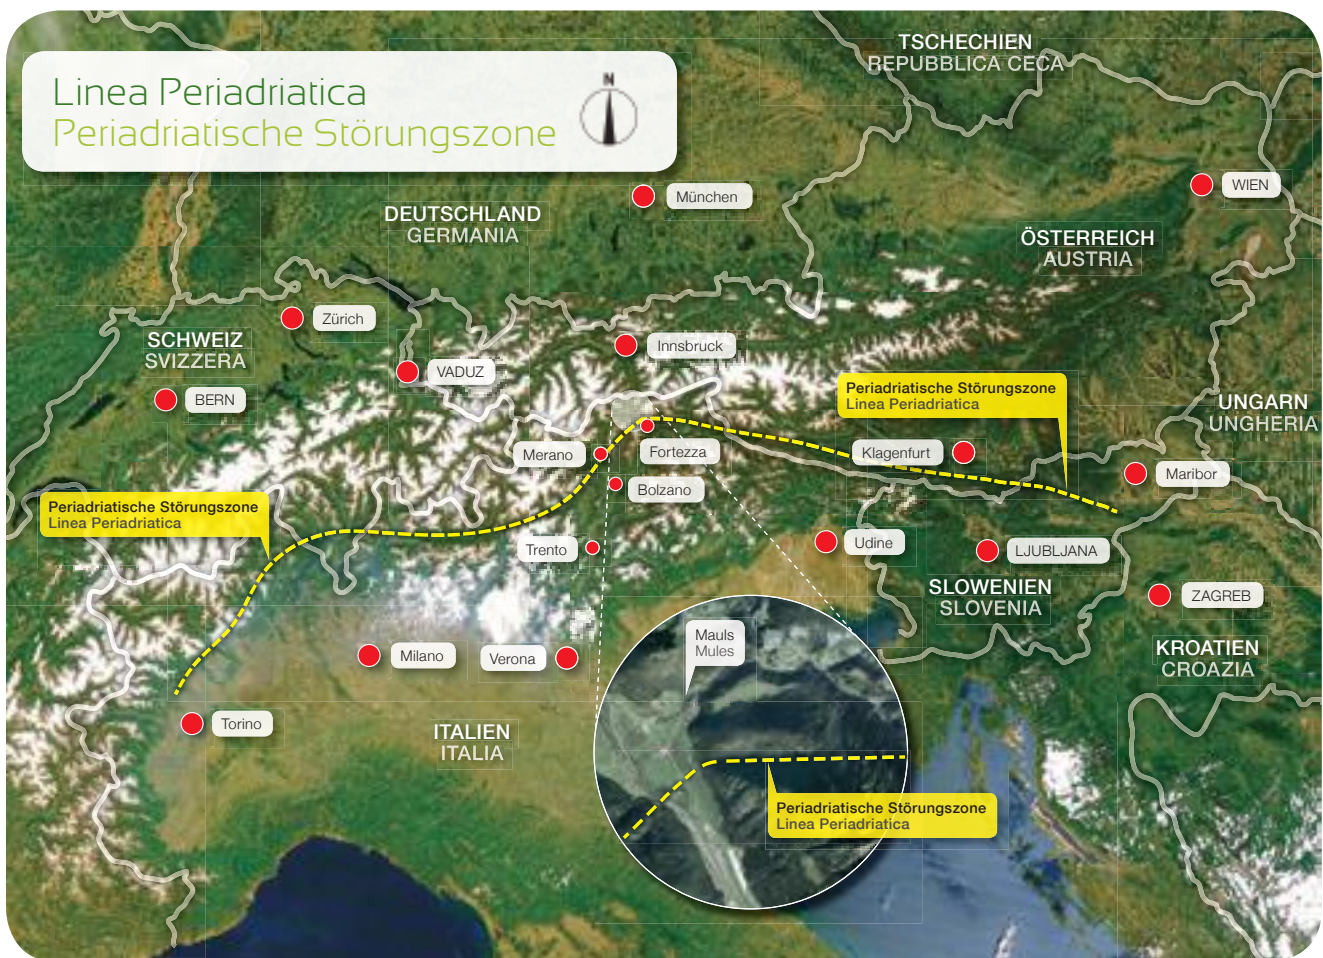 Linea Periadriatica
Periadriatische Störungszone
N
TSCHECHIEN
REPUBBLICA CECA
München
WIEN
DEUTSCHLAND
GERMANIA
ÖSTERREICH
AUSTRIA
Zürich
SCHWEIZ
SVIZZERA
Innsbruck
VADUZ
BERN
Periadriatische Störungszone
Linea Periadriatica
UNGARN
UNGHERIA
Merano
Fortezza
Klagenfurt
Maribor
Bolzano
Periadriatische Störungszone
Linea Periadriatica
Trento
Udine
LJUBLJANA
SLOWENIEN
SLOVENIA
ZAGREB
Mauls
Mules
Milano
Verona
KROATIEN
CROAZIA
Torino
ITALIEN
ITALIA
Periadriatische Störungszone
Linea Periadriatica